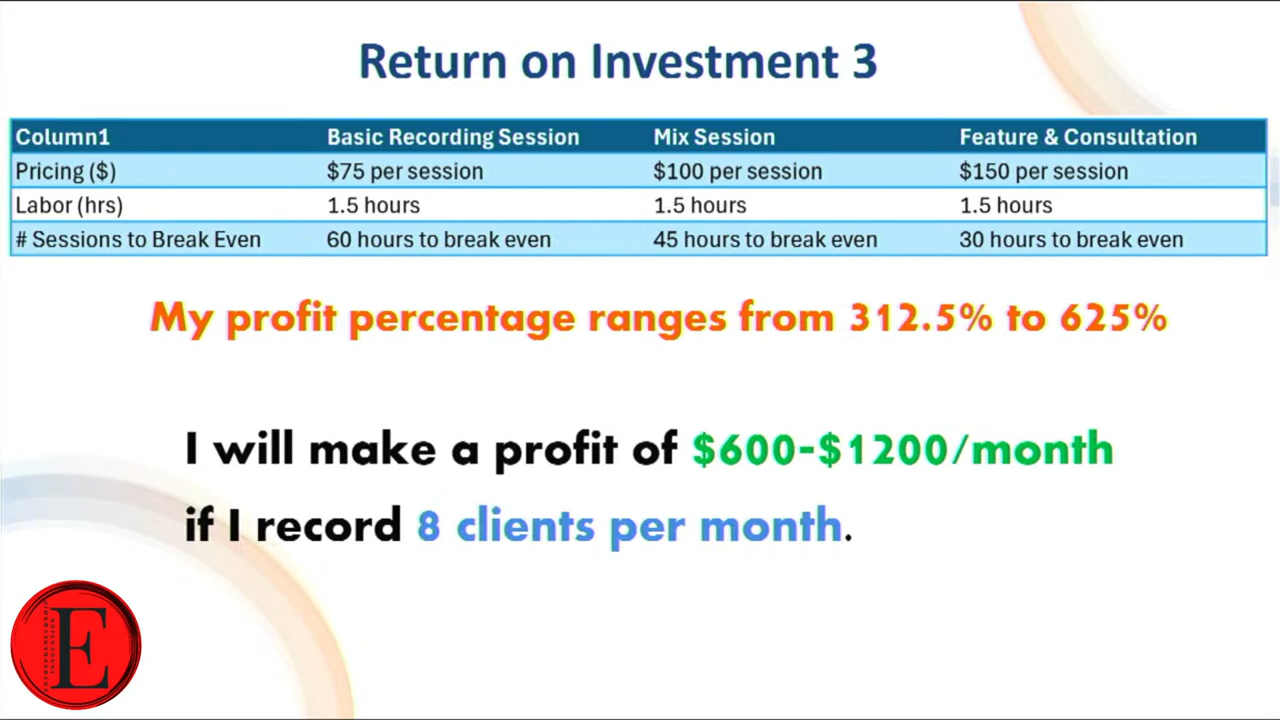 Return on Investment 3
Column1 Basic Recording Session Mix Session Feature & Consultation
Pricing ($) $75 per session $100 per session $150 per session
Labor (hrs) 1.5 hours 1.5 hours 1.5 hours
# Sessions to Break Even 60 hours to break even 45 hours to break even 30 hours to break even
My profit percentage ranges from 312.5% to 625%
I will make a profit of $600-$1200/month
if I record 8 clients per month.
E